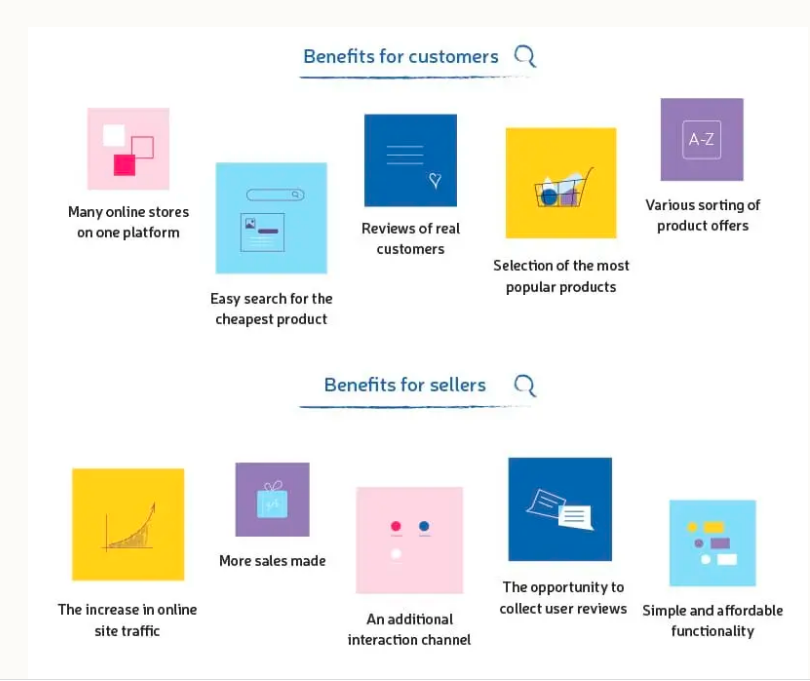 Benefits for customers
Many online stores
on one platform
Easy search for the
cheapest product
Reviews of real
customers
Selection of the most
popular products
A-Z
Various sorting of
product offers
Benefits for sellers
The increase in online
site traffic
More sales made
An additional
interaction channel
The opportunity to
collect user reviews
Simple and affordable
functionality